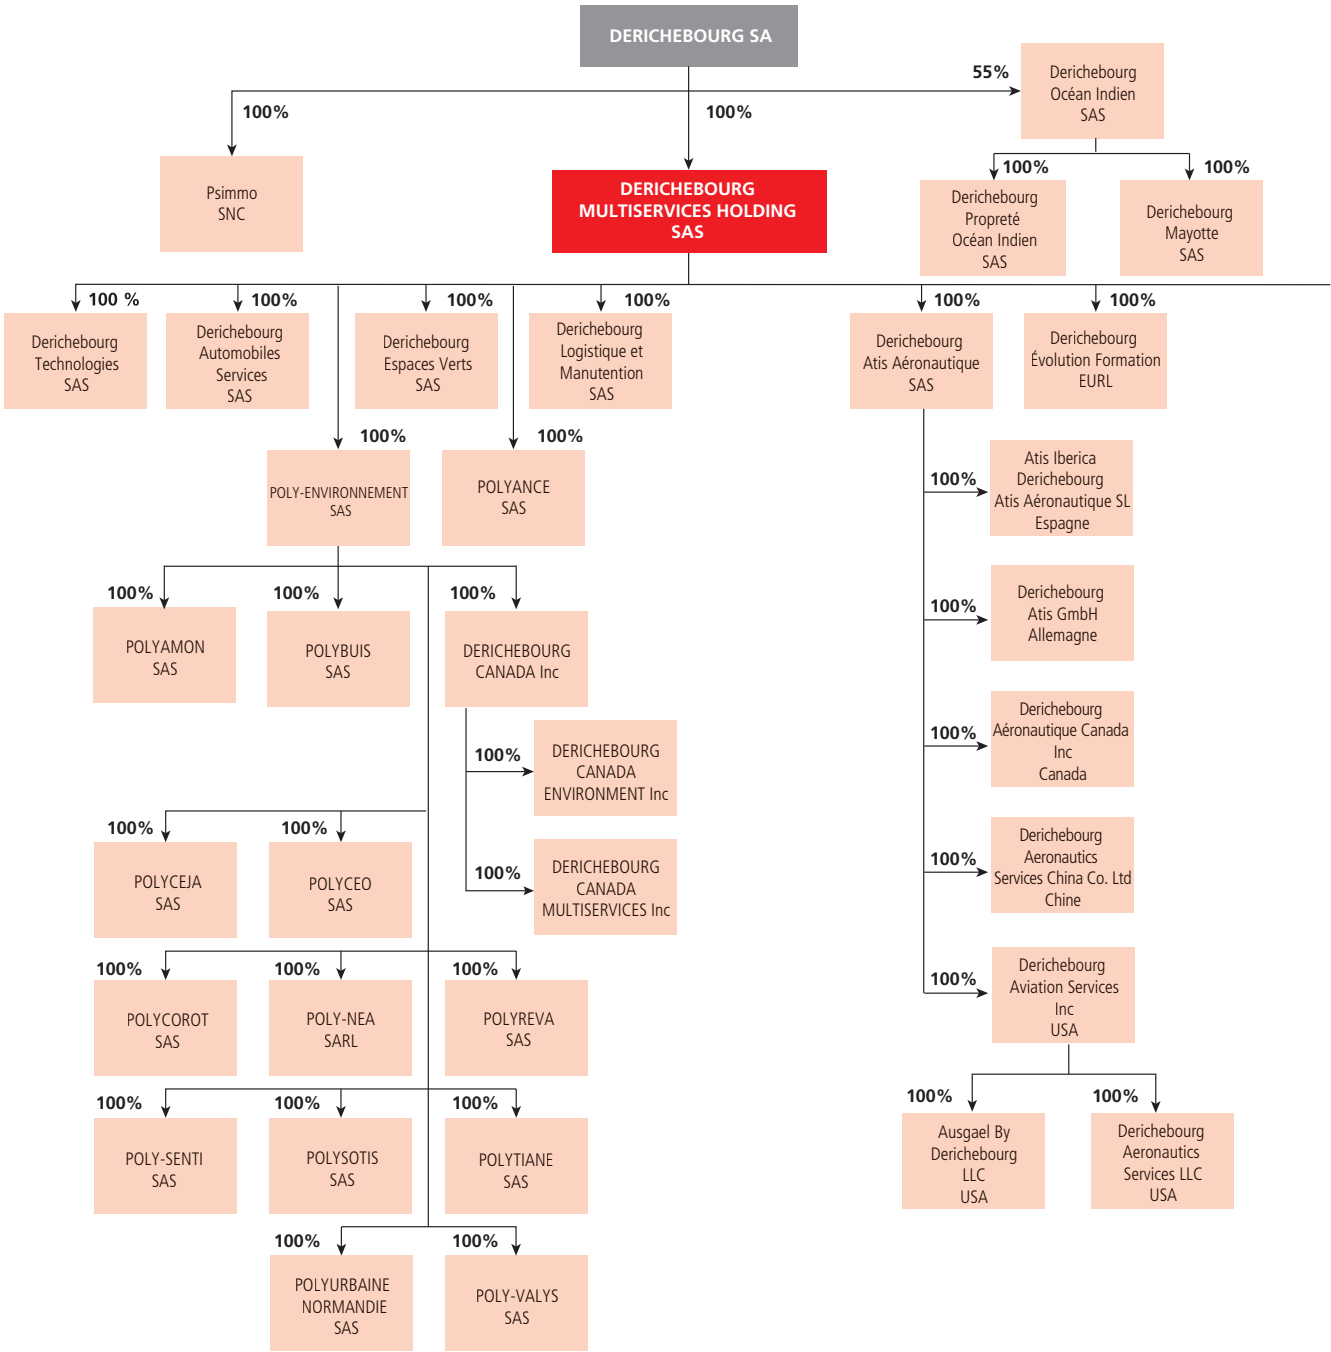 DERICHEBOURG SA
55%
Derichebourg
Océan Indien
SAS
100%
100%
Psimmo
SNC
DERICHEBOURG
MULTISERVICES HOLDING
SAS
100%
100%
Derichebourg
Propreté
Océan Indien
SAS
Derichebourg
Mayotte
SAS
100 %
100%
100%
100%
100%
100%
Derichebourg
Technologies
SAS
Derichebourg
Automobiles
Services
SAS
Derichebourg
Espaces Verts
SAS
Derichebourg
Logistique et
Manutention
SAS
Derichebourg
Atis Aéronautique
SAS
Derichebourg
Évolution Formation
EURL
100%
100%
POLY-ENVIRONNEMENT
SAS
POLYANCE
SAS
100%
100%
100%
POLYAMON
SAS
POLYBUIS
SAS
DERICHEBOURG
CANADA Inc
100%
DERICHEBOURG
CANADA
ENVIRONMENT Inc
100%
DERICHEBOURG
CANADA
MULTISERVICES Inc
100%
100%
POLYCEJA
SAS
POLYCEO
SAS
100%
100%
100%
POLYCOROT
SAS
POLY-NEA
SARL
POLYREVA
SAS
100%
100%
100%
POLY-SENTI
SAS
POLYSOTIS
SAS
POLYTIANE
SAS
100%
100%
POLYURBAINE
NORMANDIE
SAS
POLY-VALYS
SAS
100%
Atis Iberica
Derichebourg
Atis Aéronautique SL
Espagne
100%
Derichebourg
Atis GmbH
Allemagne
100%
Derichebourg
Aéronautique Canada
Inc
Canada
100%
Derichebourg
Aeronautics
Services China Co. Ltd
Chine
100%
Derichebourg
Aviation Services
Inc
USA
100%
100%
Ausgael By
Derichebourg
LLC
USA
Derichebourg
Aeronautics
Services LLC
USA